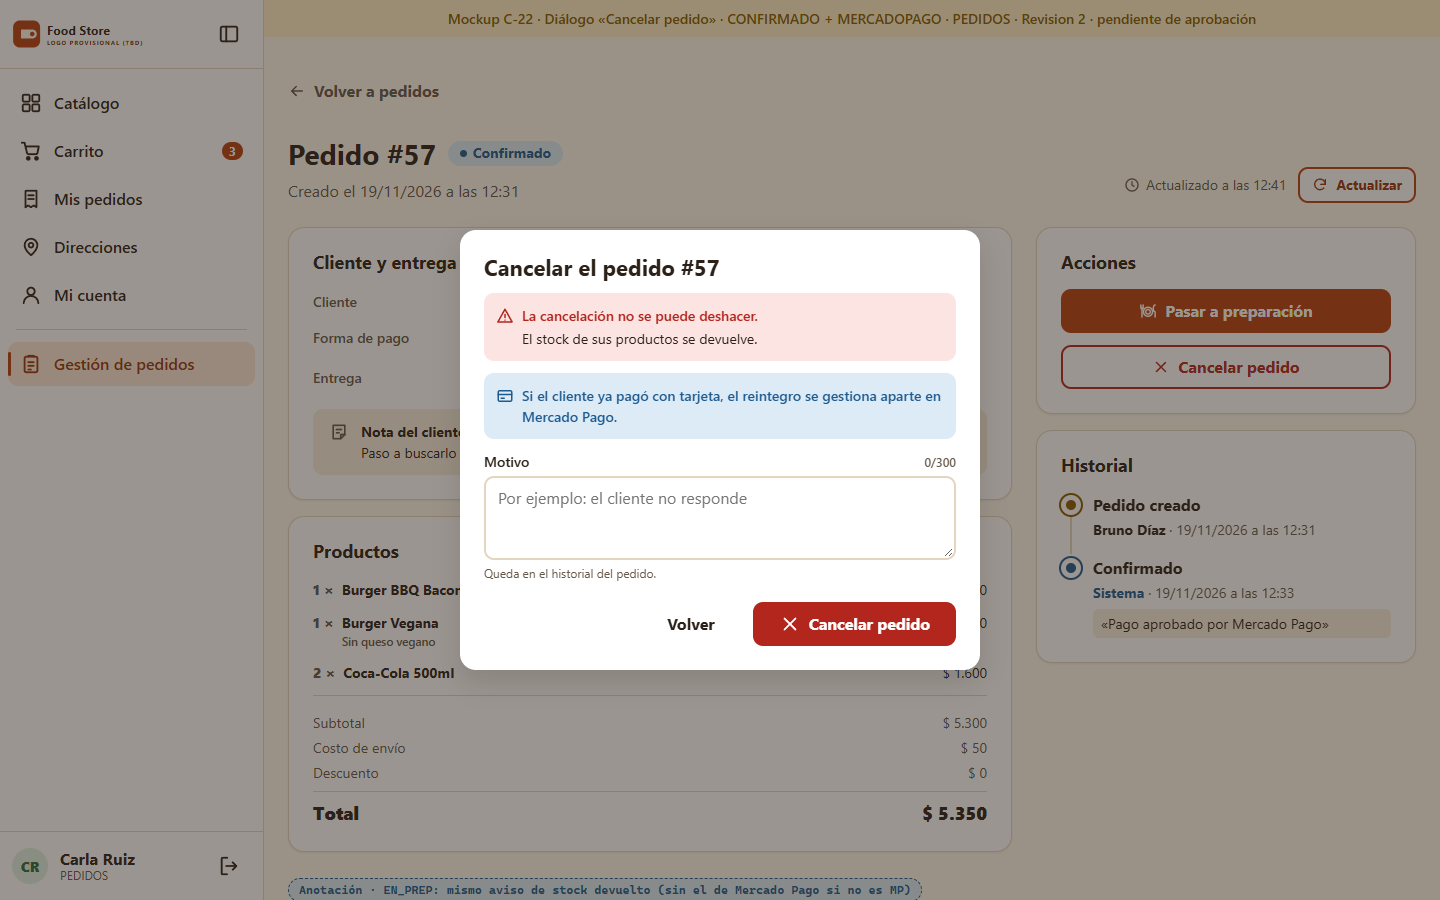 Mockup C-22 · Diálogo «Cancelar pedido» · CONFIRMADO + MERCADOPAGO · PEDIDOS · Revision 2 · pendiente de aprobación
Food Store
LOGO PROVISIONAL (TBD)
Catálogo
Carrito
3
Mis pedidos
Direcciones
Mi cuenta
Gestión de pedidos
Carla Ruiz
PEDIDOS
CR
Volver a pedidos
Pedido #57
Confirmado
Creado el 19/11/2026 a las 12:31
Actualizado a las 12:41
Actualizar
Cliente y entrega
Cliente
Forma de pago
Entrega
Nota del cliente
Paso a buscarlo
Productos
1 × Burger BBQ Bacon
0
1 × Burger Vegana
0
Sin queso vegano
2 × Coca-Cola 500ml
$ 1.600
Subtotal
$ 5.300
Costo de envío
$ 50
Descuento
$ 0
Total
$ 5.350
Cancelar el pedido #57
La cancelación no se puede deshacer.
El stock de sus productos se devuelve.
Si el cliente ya pagó con tarjeta, el reintegro se gestiona aparte en
Mercado Pago.
Motivo
0/300
Por ejemplo: el cliente no responde
Queda en el historial del pedido.
Volver
Cancelar pedido
Acciones
Pasar a preparación
Cancelar pedido
Historial
Pedido creado
Bruno Díaz · 19/11/2026 a las 12:31
Confirmado
Sistema · 19/11/2026 a las 12:33
«Pago aprobado por Mercado Pago»
Anotación · EN_PREP: mismo aviso de stock devuelto (sin el de Mercado Pago si no es MP)